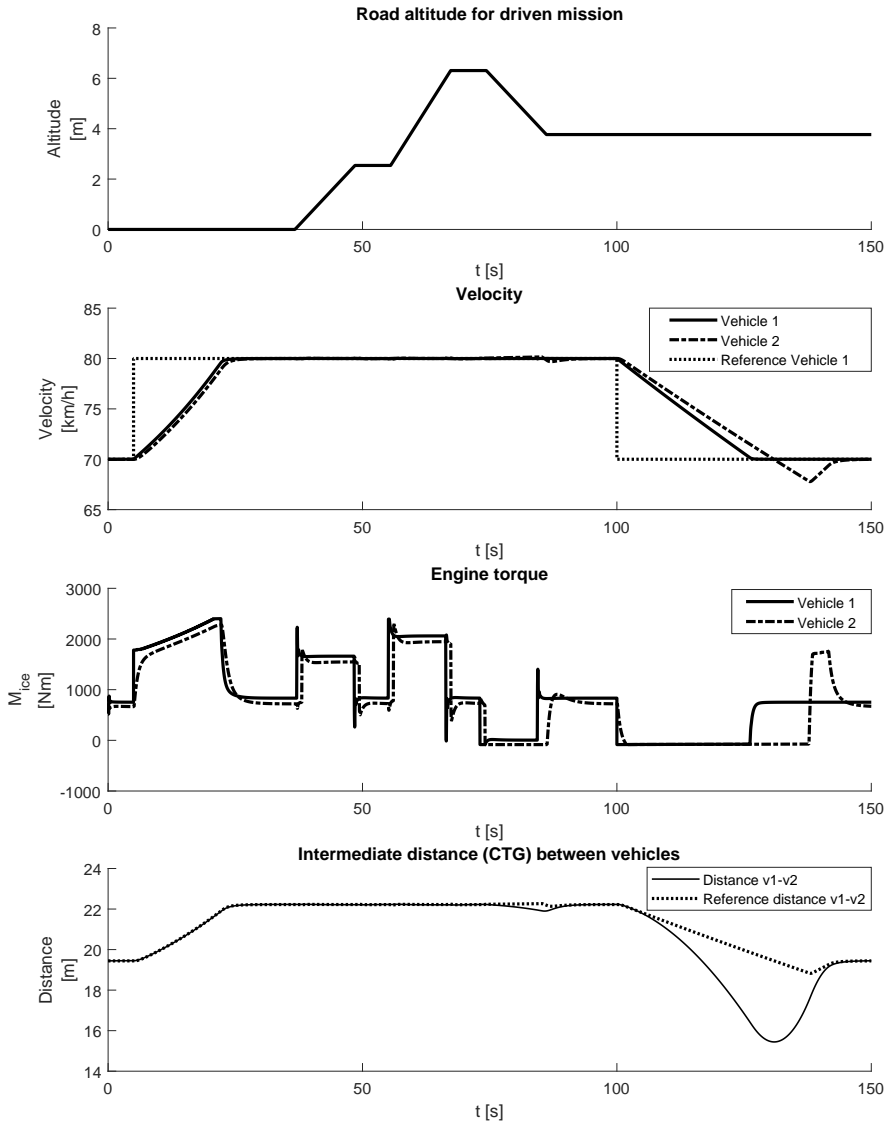 Road altitude for driven mission
8
6
4
2
0
Altitude
[m]
0 50 100 150
t [s]
Velocity
85
80
75
70
65
Velocity
[km/h]
Vehicle 1
Vehicle 2
Reference Vehicle 1
0 50 100 150
t [s]
Engine torque
3000
2000
1000
0
-1000
M_ice
[Nm]
Vehicle 1
Vehicle 2
0 50 100 150
t [s]
Intermediate distance (CTG) between vehicles
24
22
20
18
16
14
Distance
[m]
Distance v1-v2
Reference distance v1-v2
0 50 100 150
t [s]